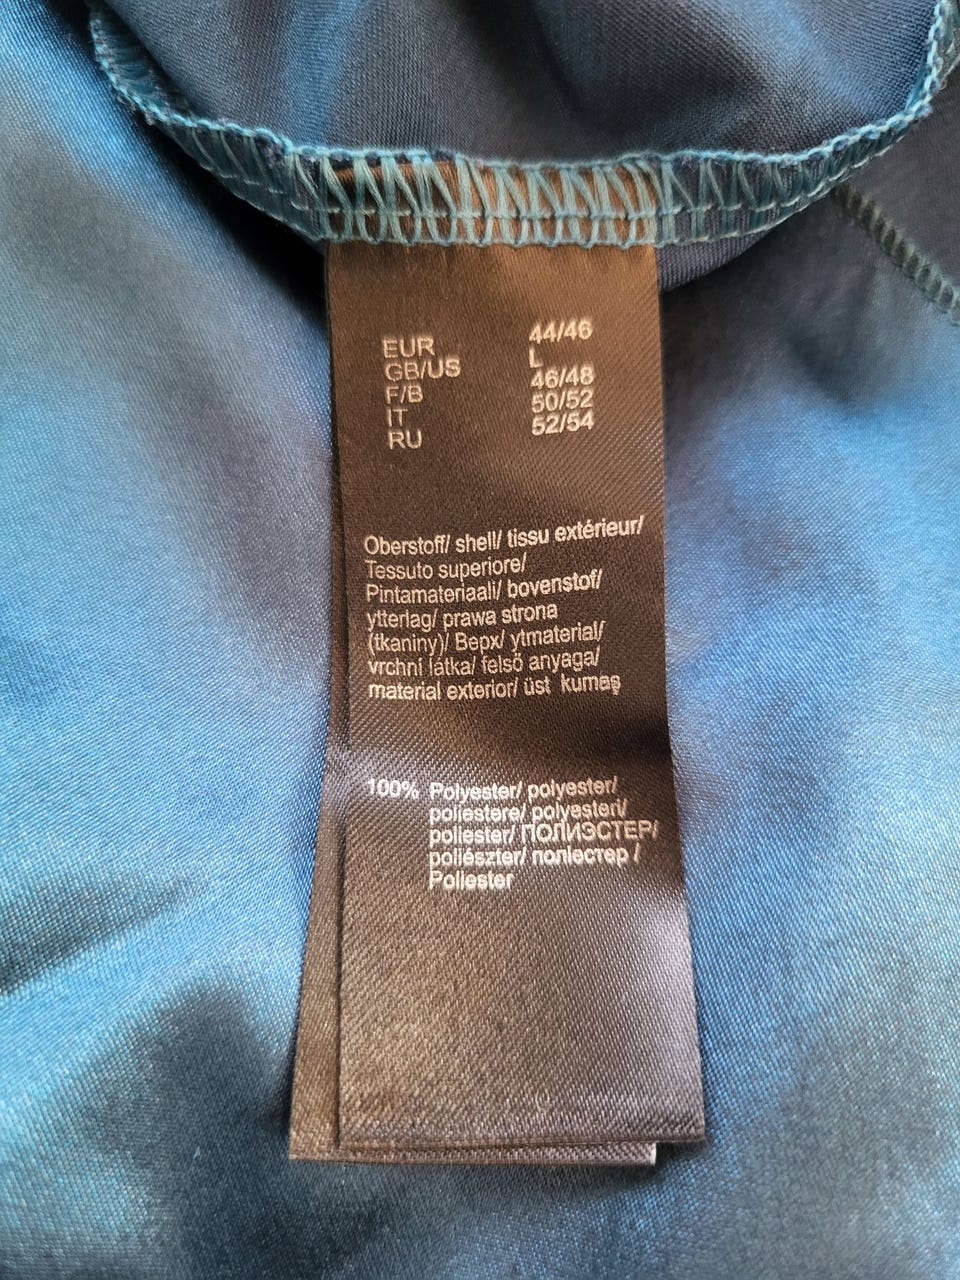 EUR 44/46
GB/US L
F/B 46/48
IT 50/52
RU 52/54
Oberstoff/ shell/ tissu extérieur/
Tessuto superiore/
Pintamateriaali/ bovenstof/
ytterlag/ prawa strona
(tkaniny)/ Верх/ ytmaterial/
vrchní látka/ felső anyaga/
material exterior/ üst kumaş
100% Polyester/ polyester/
poliestere/ polyesteri/
poliester/ ПОЛИЭСТЕР/
poliészter/ поліестер /
Poliester